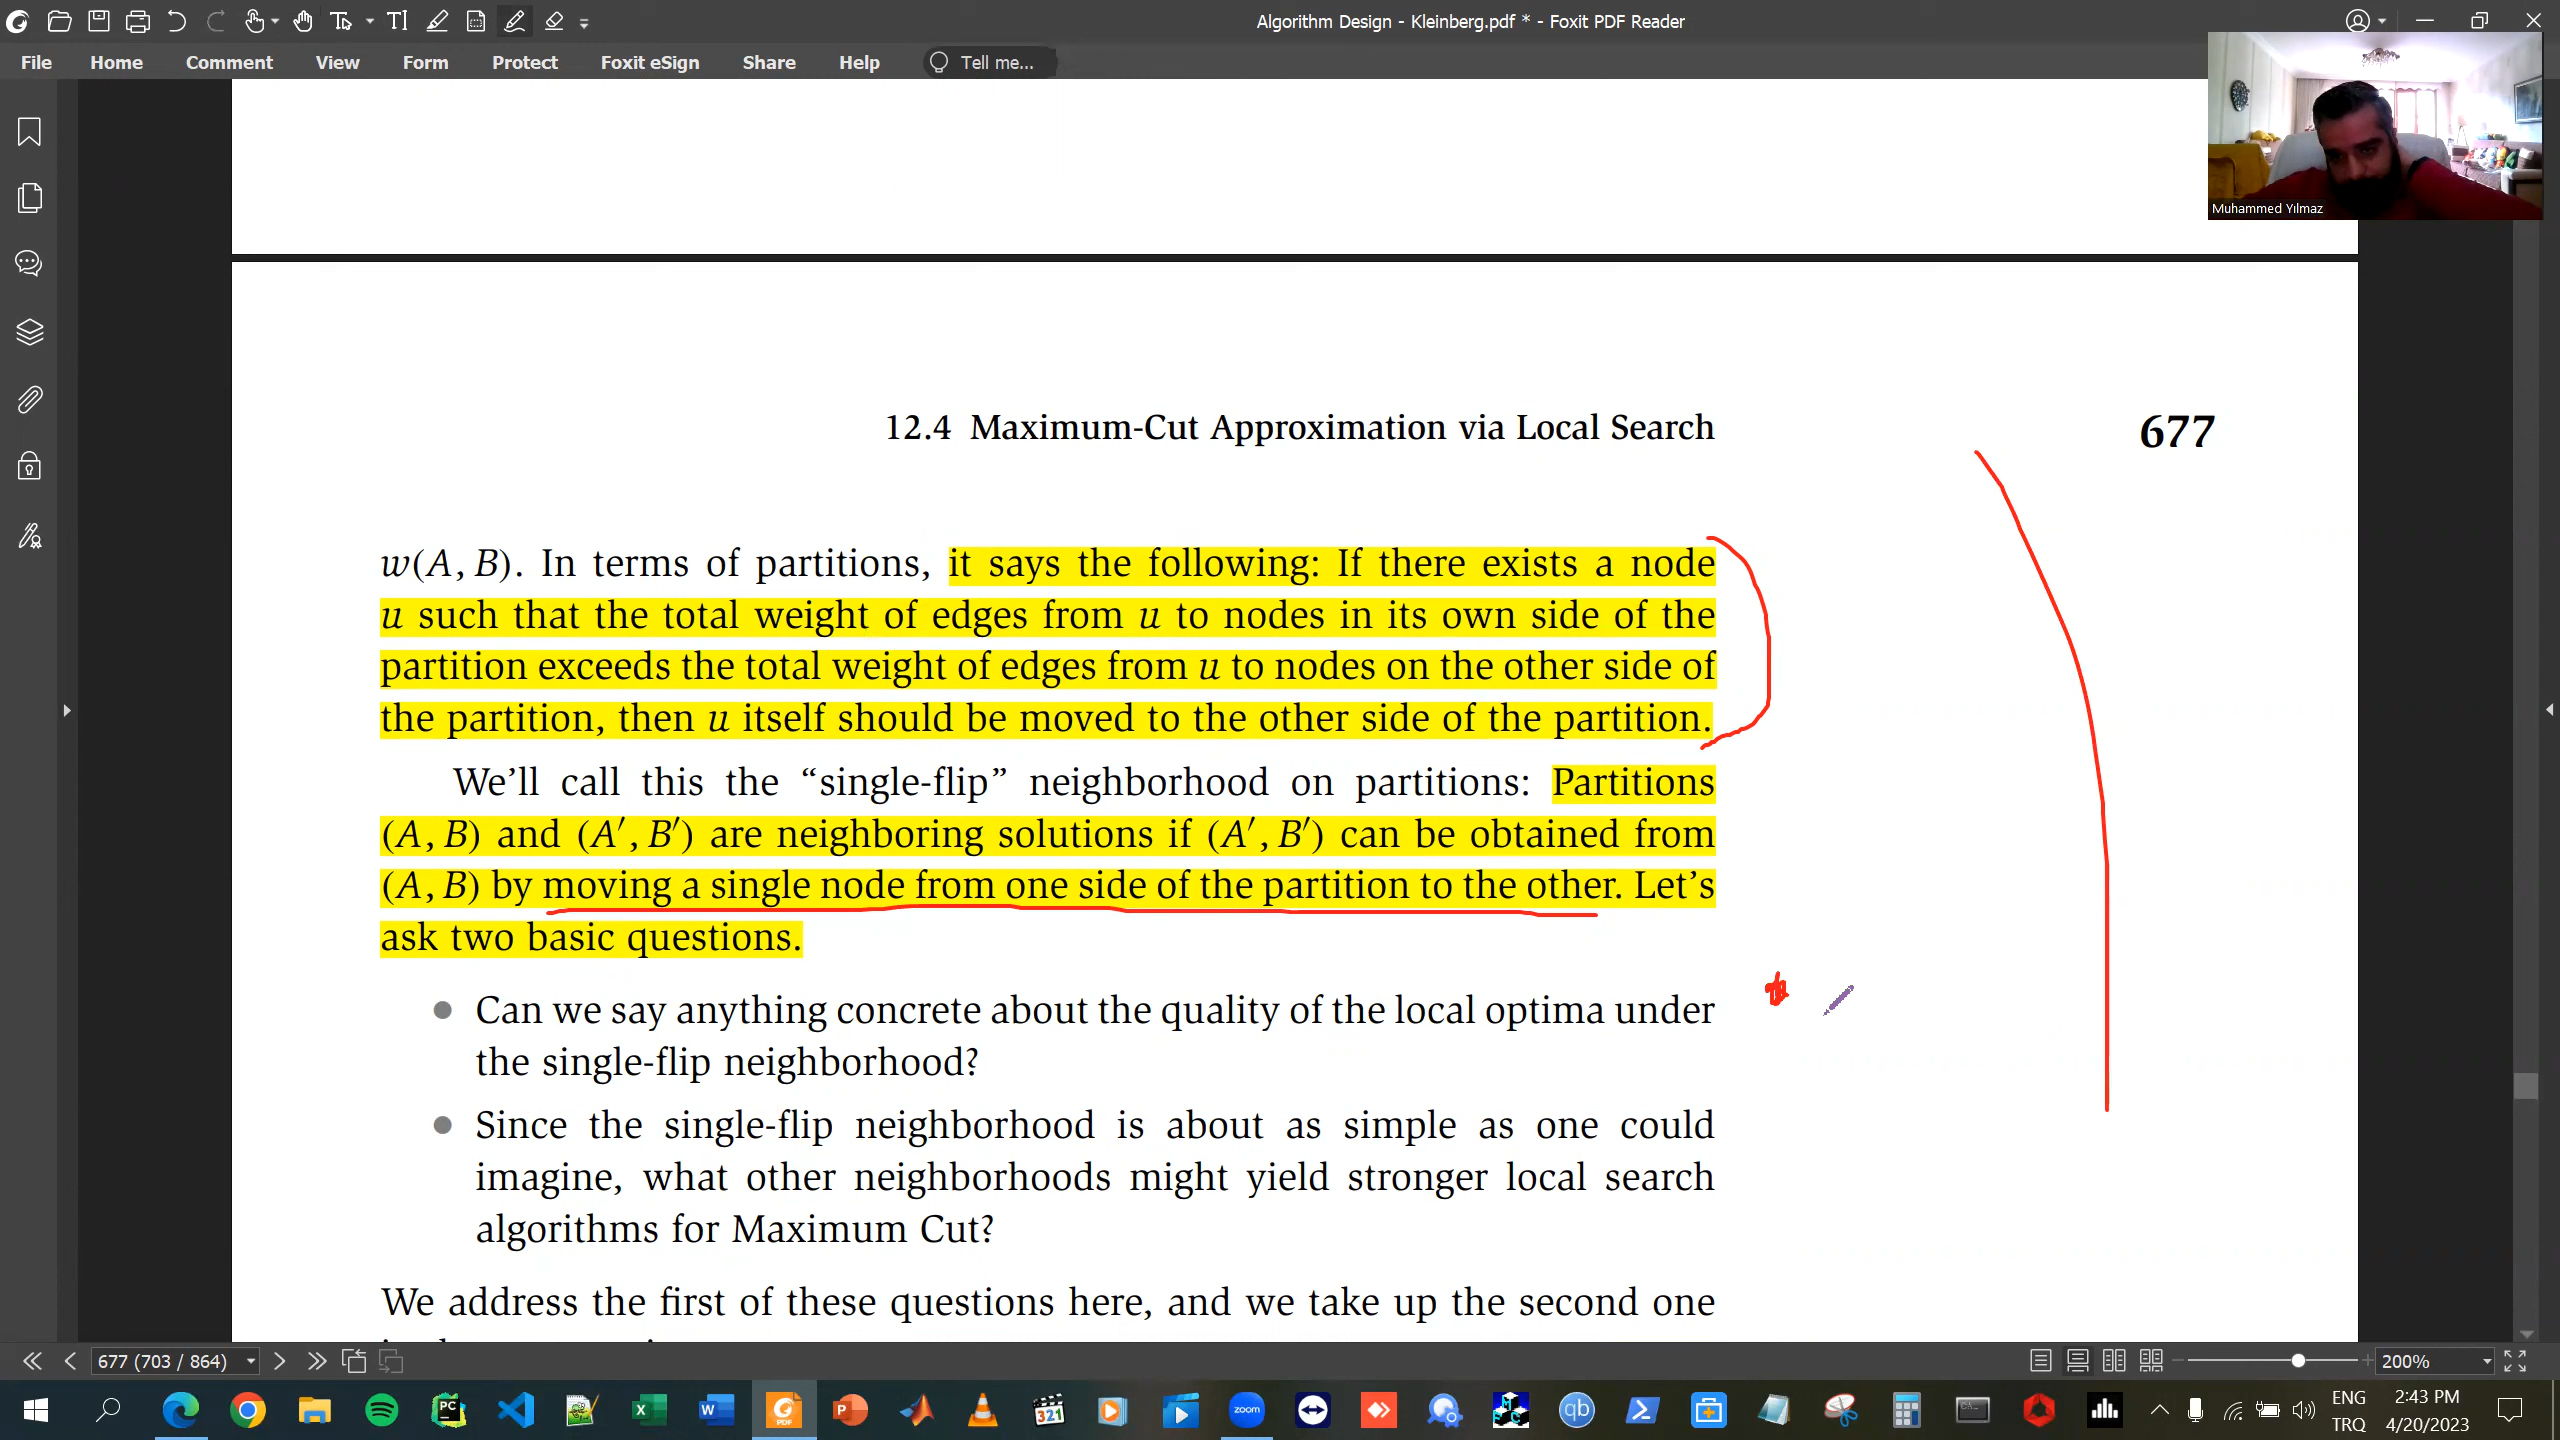 Algorithm Design - Kleinberg.pdf * - Foxit PDF Reader
File Home Comment View Form Protect Foxit eSign Share Help Tell me...
Muhammed Yılmaz
12.4 Maximum-Cut Approximation via Local Search 677
w(A, B). In terms of partitions, it says the following: If there exists a node
u such that the total weight of edges from u to nodes in its own side of the
partition exceeds the total weight of edges from u to nodes on the other side of
the partition, then u itself should be moved to the other side of the partition.
We’ll call this the “single-flip” neighborhood on partitions: Partitions
(A, B) and (A′, B′) are neighboring solutions if (A′, B′) can be obtained from
(A, B) by moving a single node from one side of the partition to the other. Let’s
ask two basic questions.
● Can we say anything concrete about the quality of the local optima under
the single-flip neighborhood?
● Since the single-flip neighborhood is about as simple as one could
imagine, what other neighborhoods might yield stronger local search
algorithms for Maximum Cut?
We address the first of these questions here, and we take up the second one
677 (703 / 864) 200%
ENG 2:43 PM
TRQ 4/20/2023